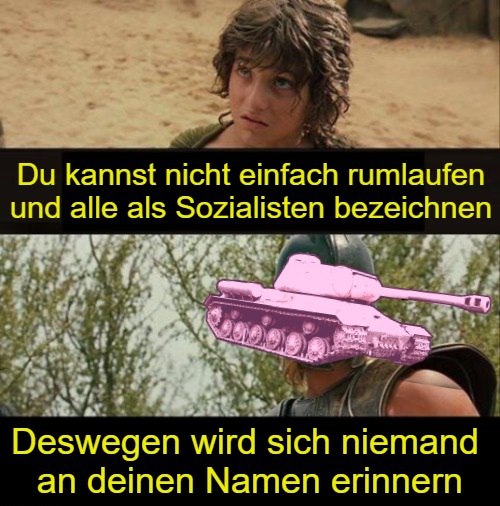 Du kannst nicht einfach rumlaufen
und alle als Sozialisten bezeichnen
Deswegen wird sich niemand
an deinen Namen erinnern